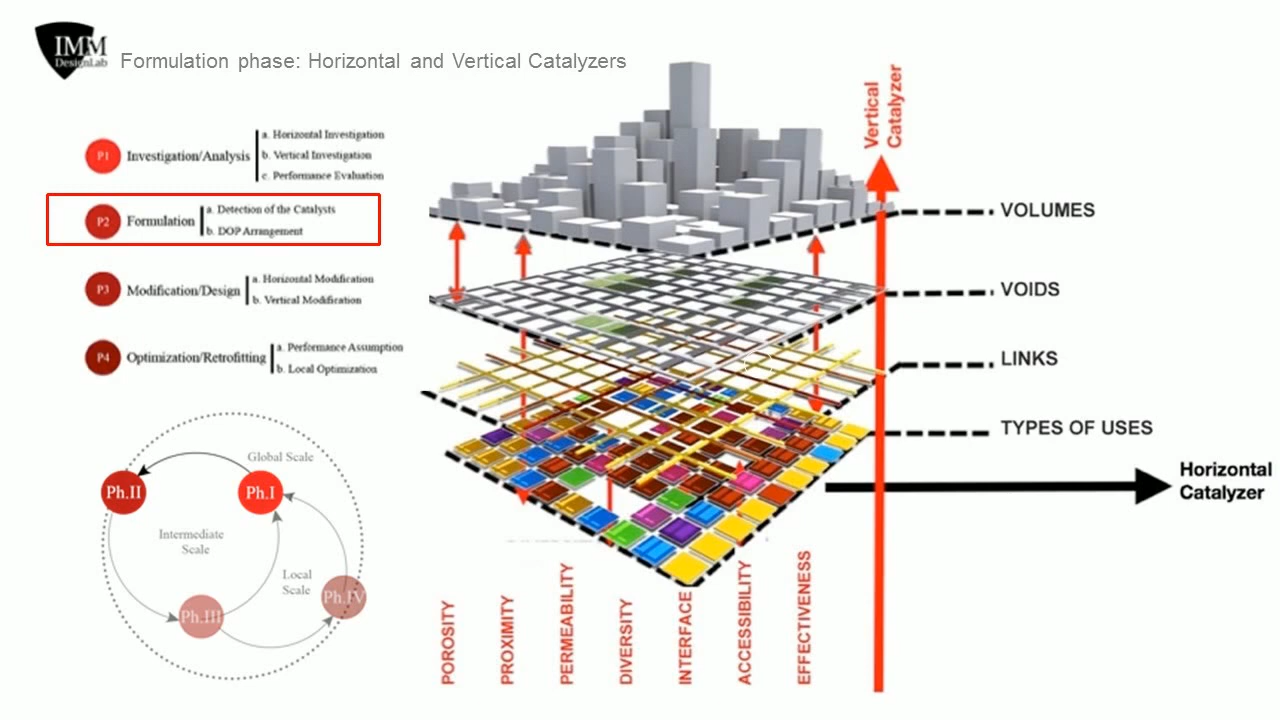 IMM
DesignLab
Formulation phase: Horizontal and Vertical Catalyzers
P1
Investigation/Analysis
a. Horizontal Investigation
b. Vertical Investigation
c. Performance Evaluation
P2
Formulation
a. Detection of the Catalysts
b. DOP Arrangement
P3
Modification/Design
a. Horizontal Modification
b. Vertical Modification
P4
Optimization/Retrofitting
a. Performance Assumption
b. Local Optimization
Global Scale
Ph.II
Ph.I
Intermediate
Scale
Local
Scale
Ph.III
Ph.IV
Vertical
Catalyzer
VOLUMES
VOIDS
LINKS
TYPES OF USES
Horizontal
Catalyzer
POROSITY
PROXIMITY
PERMEABILITY
DIVERSITY
INTERFACE
ACCESSIBILITY
EFFECTIVENESS